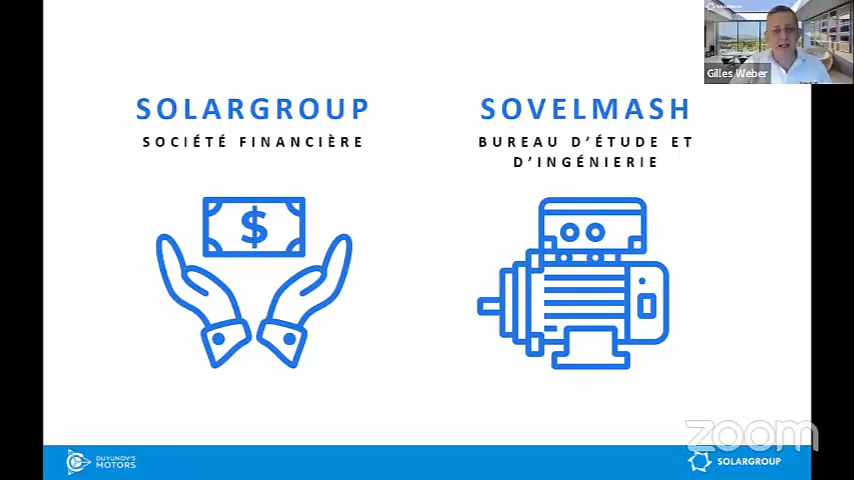 Gilles Weber
SOLARGROUP
SOCIÉTÉ FINANCIÈRE
$
SOVELMASH
BUREAU D'ÉTUDE ET
D'INGÉNIERIE
zoom
DUYUNOV'S
MOTORS
SOLARGROUP